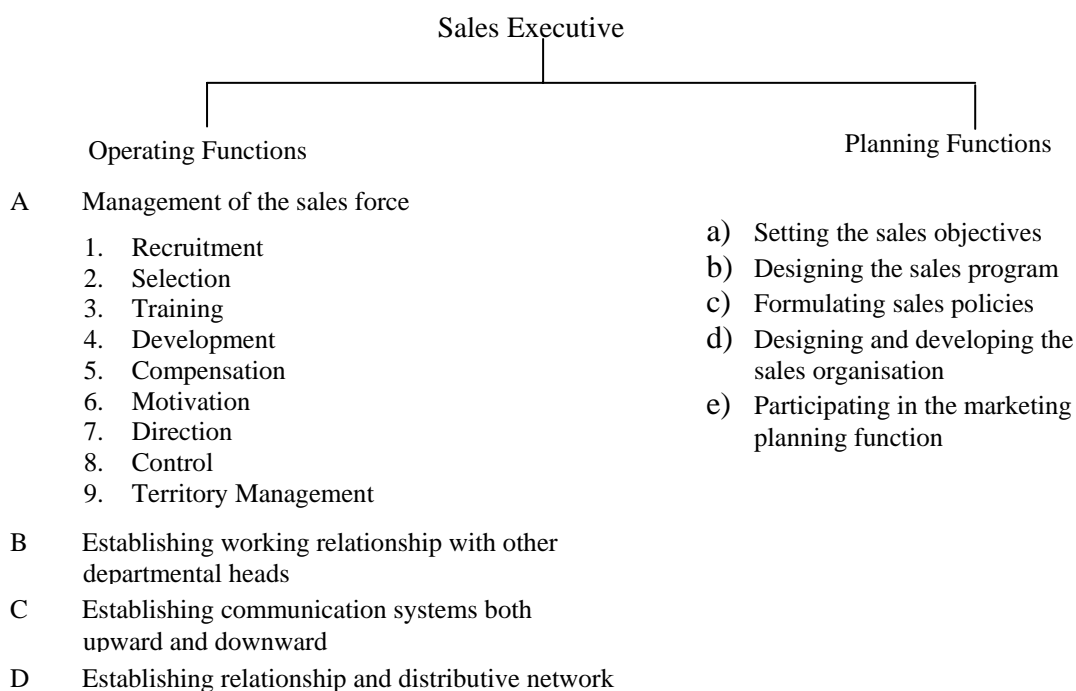 Sales Executive
Operating Functions
A Management of the sales force
1. Recruitment
2. Selection
3. Training
4. Development
5. Compensation
6. Motivation
7. Direction
8. Control
9. Territory Management
B Establishing working relationship with other
departmental heads
C Establishing communication systems both
upward and downward
D Establishing relationship and distributive network
Planning Functions
a) Setting the sales objectives
b) Designing the sales program
c) Formulating sales policies
d) Designing and developing the
sales organisation
e) Participating in the marketing
planning function